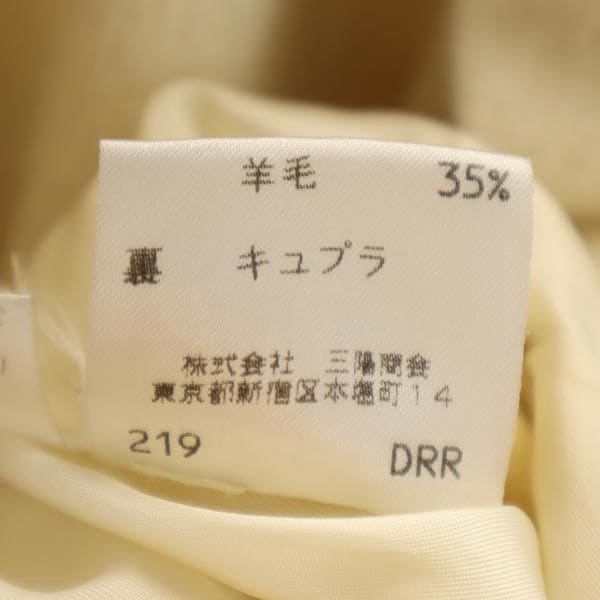 羊毛 35%
裏 キュプラ
株式会社 三陽商会
東京都新宿区本塩町14
219 DRR